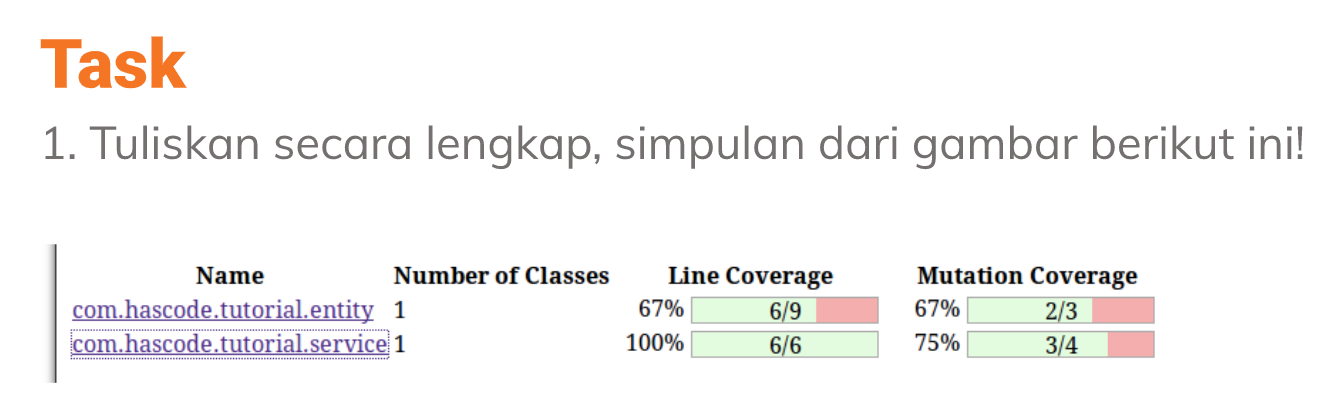 Task
1. Tuliskan secara lengkap, simpulan dari gambar berikut ini!
Name Number of Classes Line Coverage Mutation Coverage
com.hascode.tutorial.entity 1 67% 6/9 67% 2/3
com.hascode.tutorial.service 1 100% 6/6 75% 3/4